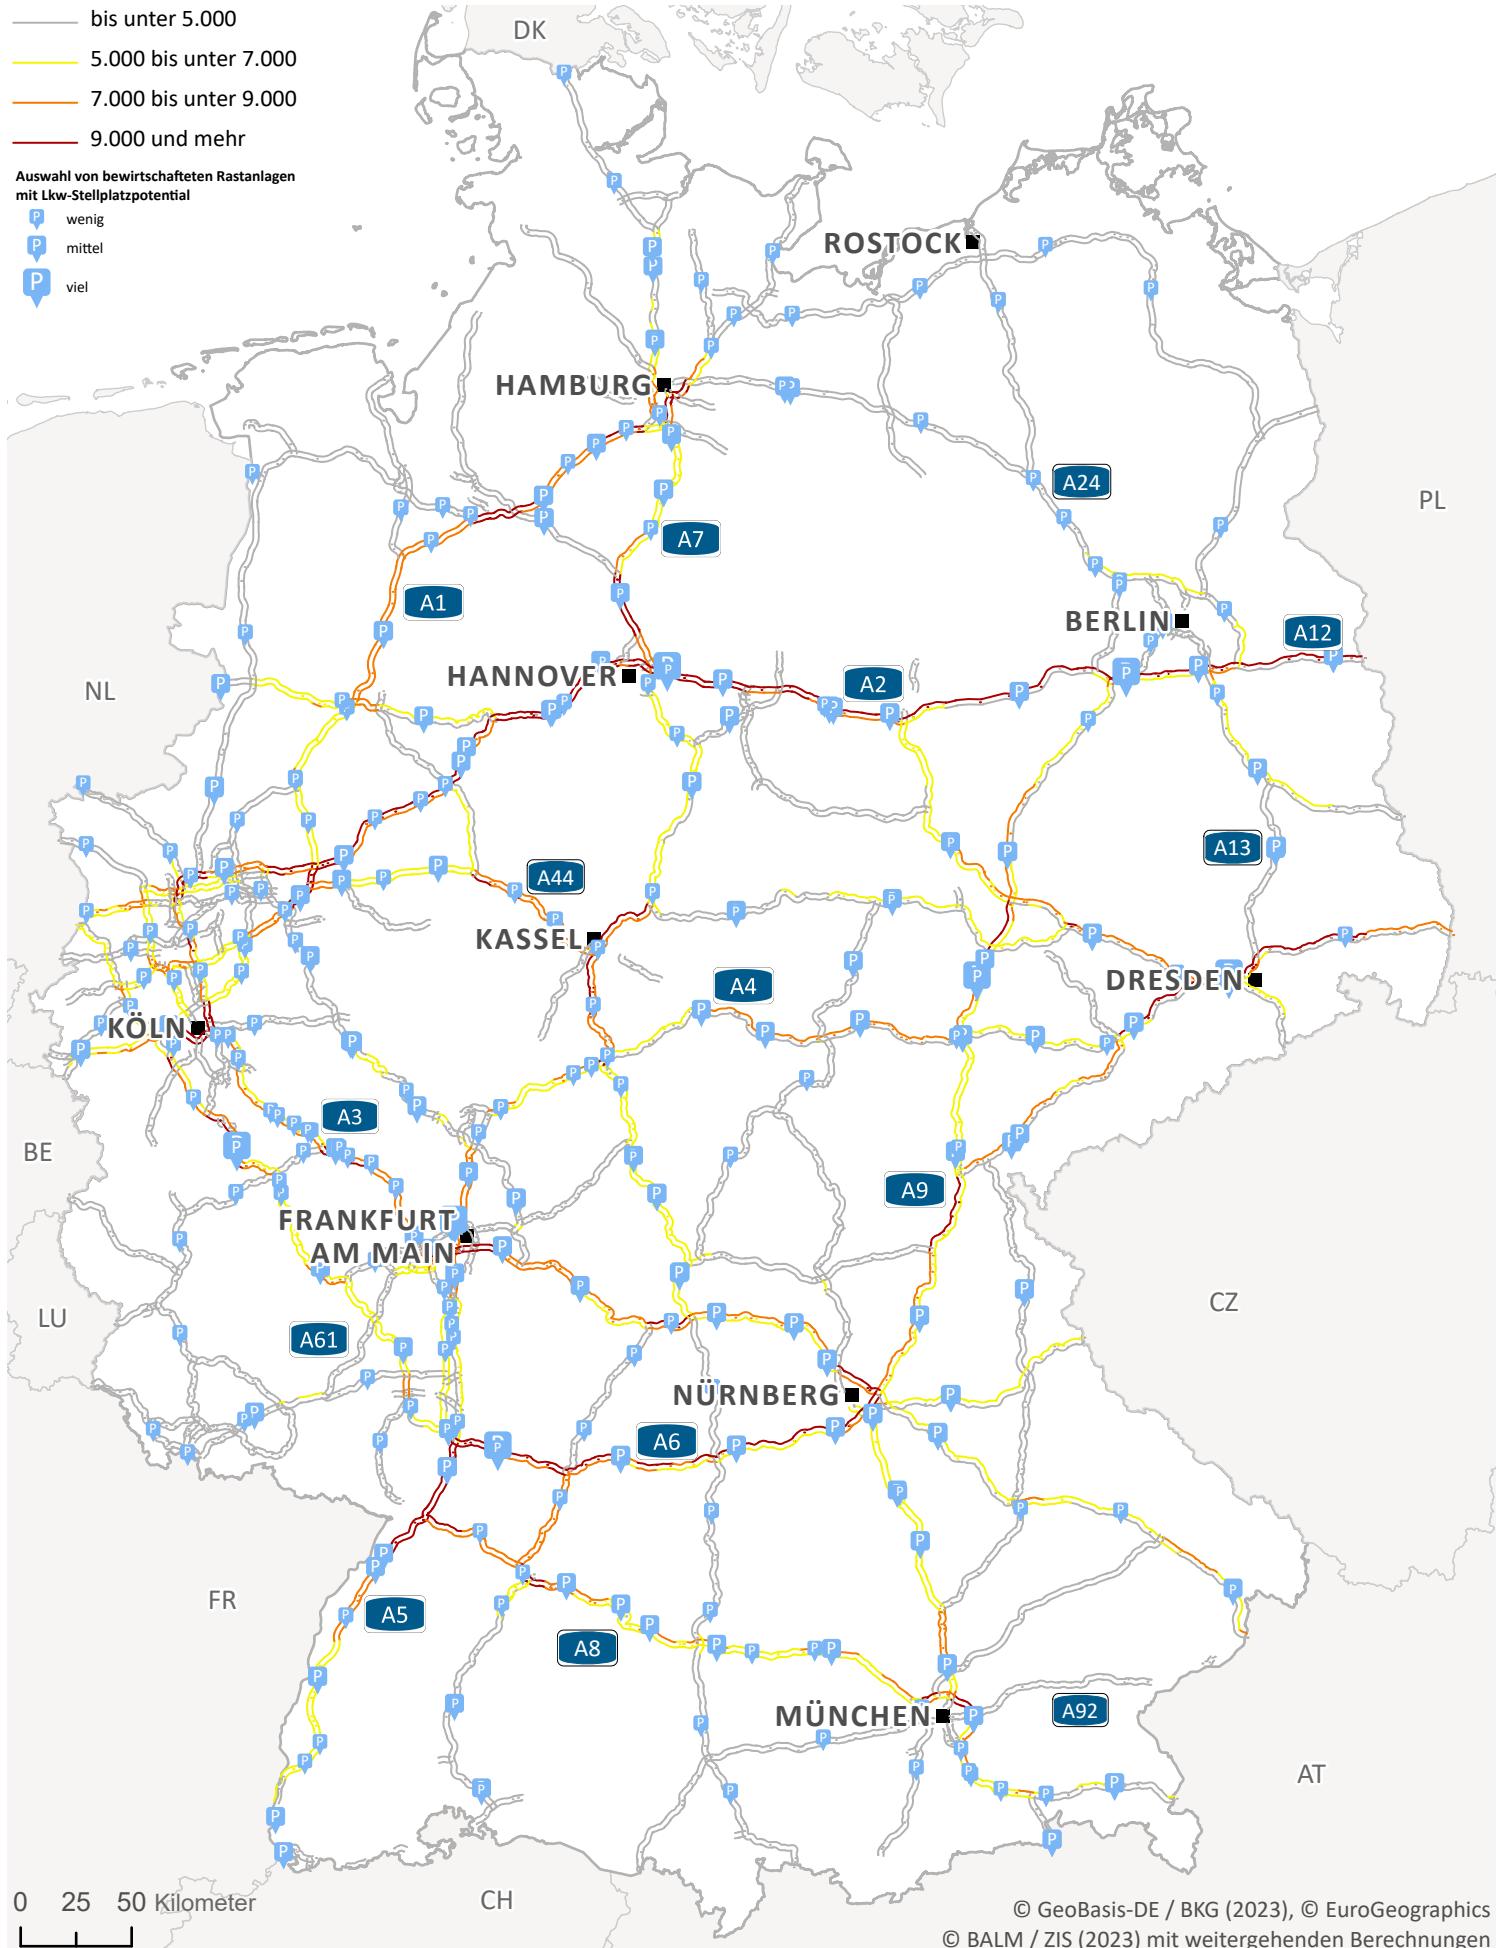 bis unter 5.000
5.000 bis unter 7.000
7.000 bis unter 9.000
9.000 und mehr
Auswahl von bewirtschafteten Rastanlagen
mit Lkw-Stellplatzpotential
P wenig
P mittel
P viel
DK
ROSTOCK
HAMBURG
A24
PL
A7
A1
BERLIN
A12
HANNOVER
A2
NL
A13
A44
KASSEL
DRESDEN
A4
KÖLN
A3
BE
A9
FRANKFURT
AM MAIN
CZ
LU
A61
NÜRNBERG
A6
FR
A5
A8
A92
MÜNCHEN
AT
0 25 50 Kilometer
CH
© GeoBasis-DE / BKG (2023), © EuroGeographics
© BALM / ZIS (2023) mit weitergehenden Berechnungen